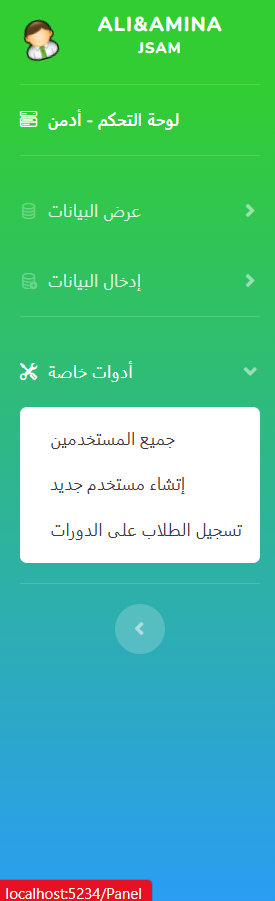 ALI&AMINA
JSAM
لوحة التحكم - أدمن
عرض البيانات
إدخال البيانات
أدوات خاصة
جميع المستخدمين
إتشاء مستخدم جديد
تسجيل الطلاب على الدورات
localhost:5234/Panel